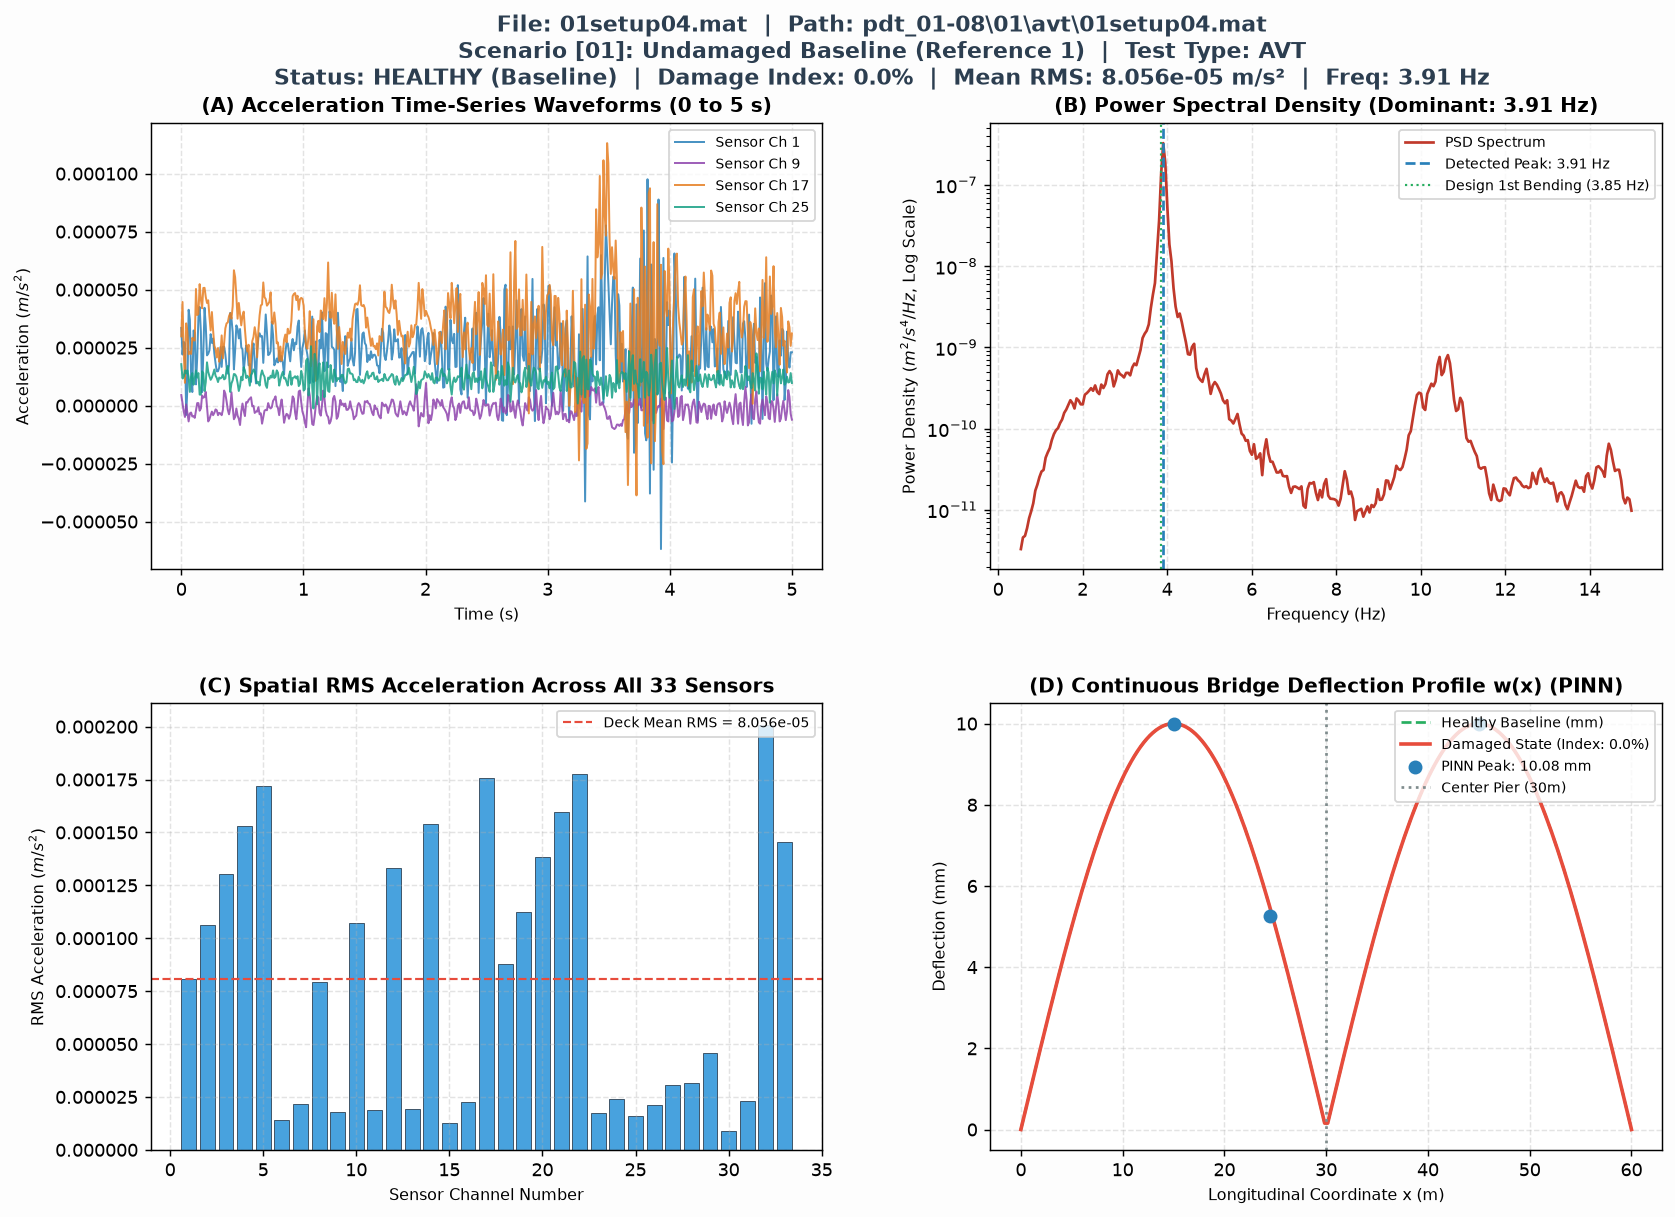 File: 01setup04.mat | Path: pdt_01-08\01\avt\01setup04.mat
Scenario [01]: Undamaged Baseline (Reference 1) | Test Type: AVT
Status: HEALTHY (Baseline) | Damage Index: 0.0% | Mean RMS: 8.056e-05 m/s² | Freq: 3.91 Hz
(A) Acceleration Time-Series Waveforms (0 to 5 s)
Acceleration (m/s²)
0.000100
0.000075
0.000050
0.000025
0.000000
−0.000025
−0.000050
Sensor Ch 1
Sensor Ch 9
Sensor Ch 17
Sensor Ch 25
0 1 2 3 4 5
Time (s)
(B) Power Spectral Density (Dominant: 3.91 Hz)
Power Density (m²/s⁴/Hz, Log Scale)
10⁻⁷
10⁻⁸
10⁻⁹
10⁻¹⁰
10⁻¹¹
PSD Spectrum
Detected Peak: 3.91 Hz
Design 1st Bending (3.85 Hz)
0 2 4 6 8 10 12 14
Frequency (Hz)
(C) Spatial RMS Acceleration Across All 33 Sensors
RMS Acceleration (m/s²)
0.000200
0.000175
0.000150
0.000125
0.000100
0.000075
0.000050
0.000025
0.000000
Deck Mean RMS = 8.056e-05
0 5 10 15 20 25 30 35
Sensor Channel Number
(D) Continuous Bridge Deflection Profile w(x) (PINN)
Deflection (mm)
10
8
6
4
2
0
Healthy Baseline (mm)
Damaged State (Index: 0.0%)
PINN Peak: 10.08 mm
Center Pier (30m)
0 10 20 30 40 50 60
Longitudinal Coordinate x (m)